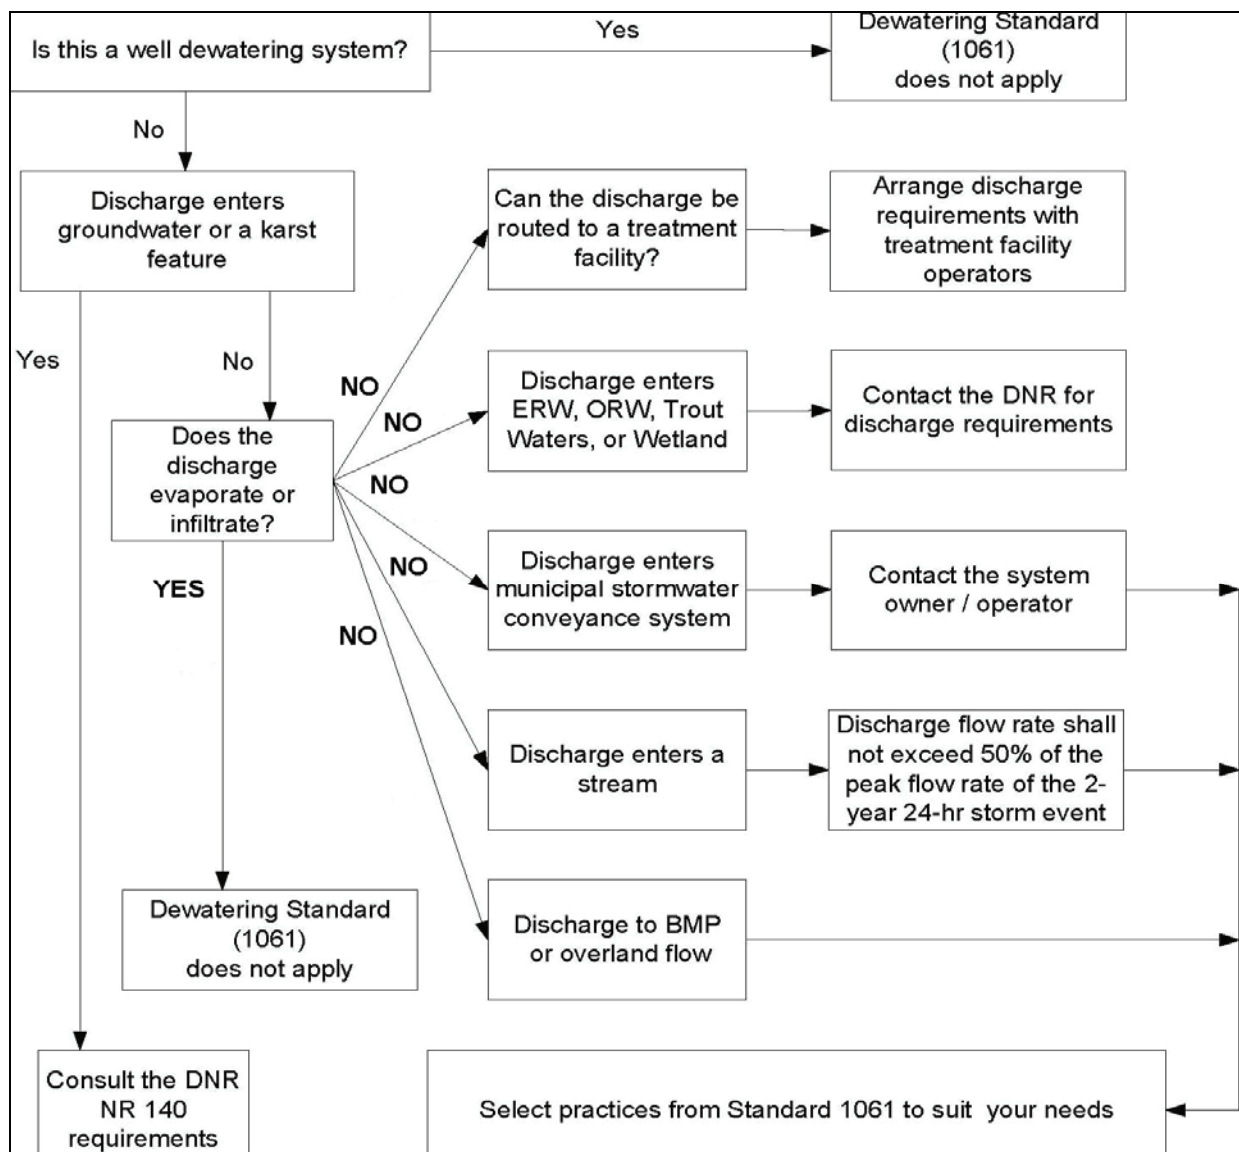 Is this a well dewatering system?
Yes
Dewatering Standard
(1061)
does not apply
No
Discharge enters
groundwater or a karst
feature
Can the discharge be
routed to a treatment
facility?
Arrange discharge
requirements with
treatment facility
operators
Yes
No
NO
NO
NO
NO
NO
Discharge enters
ERW, ORW, Trout
Waters, or Wetland
Contact the DNR for
discharge requirements
Does the
discharge
evaporate or
infiltrate?
YES
Discharge enters
municipal stormwater
conveyance system
Contact the system
owner / operator
Discharge enters a
stream
Discharge flow rate shall
not exceed 50% of the
peak flow rate of the 2-
year 24-hr storm event
Dewatering Standard
(1061)
does not apply
Discharge to BMP
or overland flow
Consult the DNR
NR 140
requirements
Select practices from Standard 1061 to suit  your needs